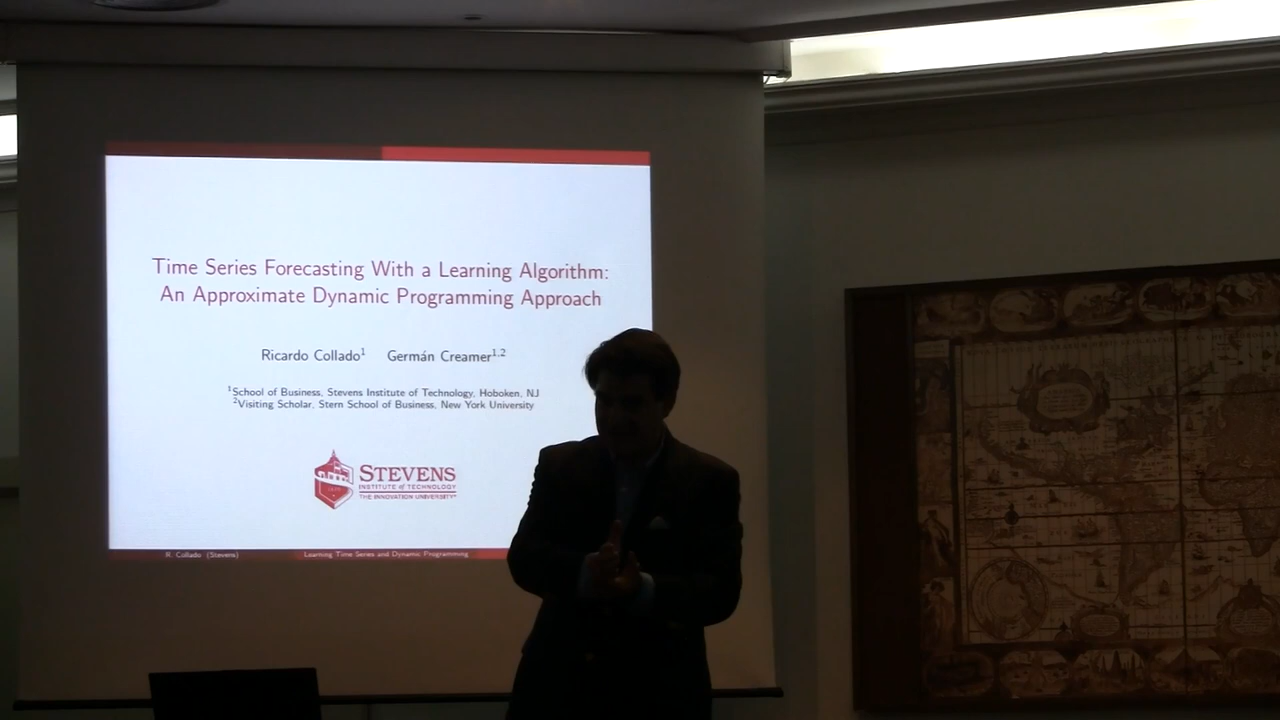 Time Series Forecasting With a Learning Algorithm:
An Approximate Dynamic Programming Approach
Ricardo Collado¹ Germán Creamer¹,²
¹School of Business, Stevens Institute of Technology, Hoboken, NJ
²Visiting Scholar, Stern School of Business, New York University
STEVENS
INSTITUTE of TECHNOLOGY
THE INNOVATION UNIVERSITY
R. Collado (Stevens) Learning Time Series and Dynamic Programming